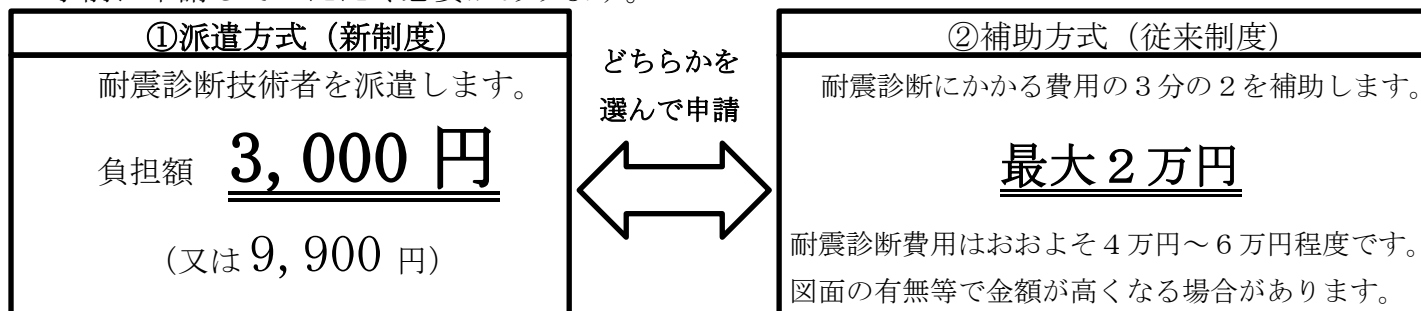 ①派遣方式（新制度）
耐震診断技術者を派遣します。
負担額 3,000 円
（又は 9,900 円）
どちらかを
選んで申請
②補助方式（従来制度）
耐震診断にかかる費用の３分の２を補助します。
最大２万円
耐震診断費用はおおよそ４万円～６万円程度です。
図面の有無等で金額が高くなる場合があります。